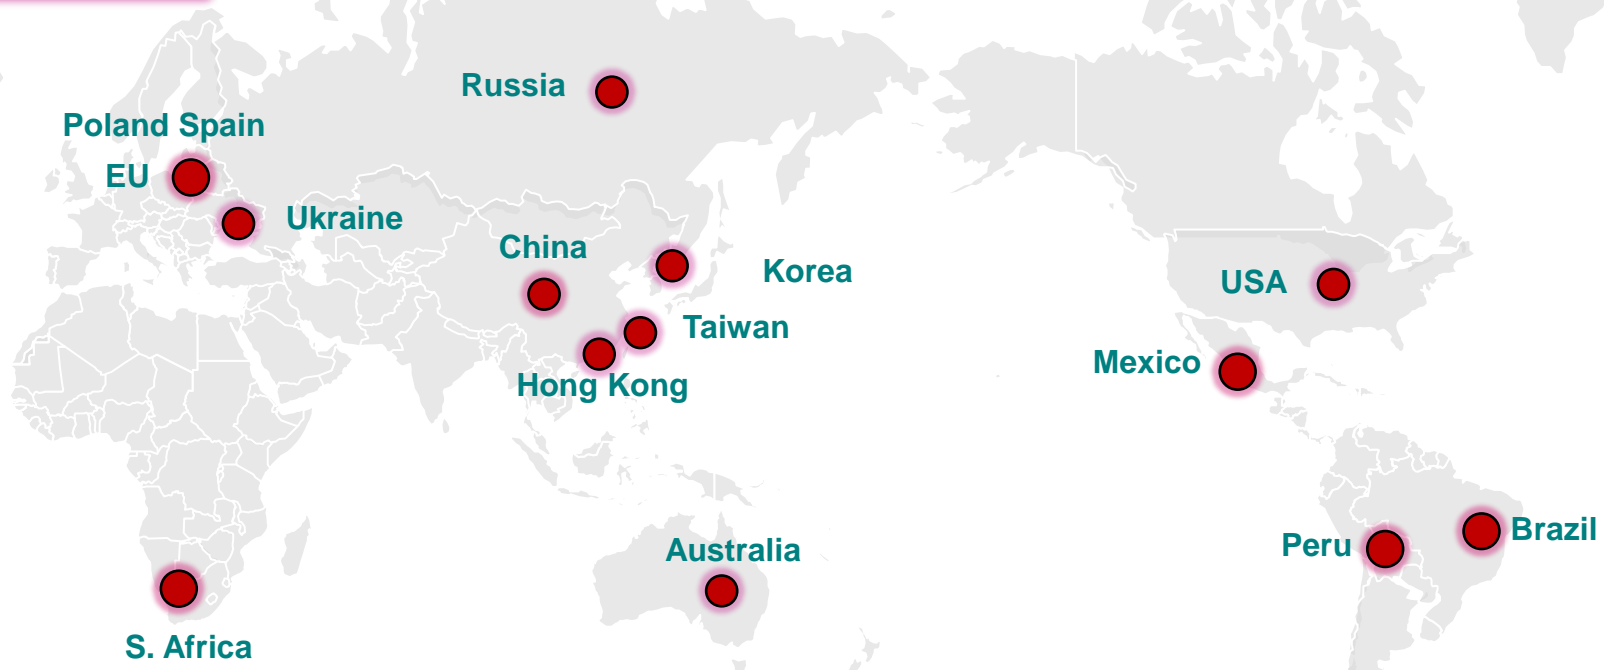 Russia
Poland Spain
EU
Ukraine
China
Korea
USA
Taiwan
Mexico
Hong Kong
Brazil
Peru
Australia
S. Africa